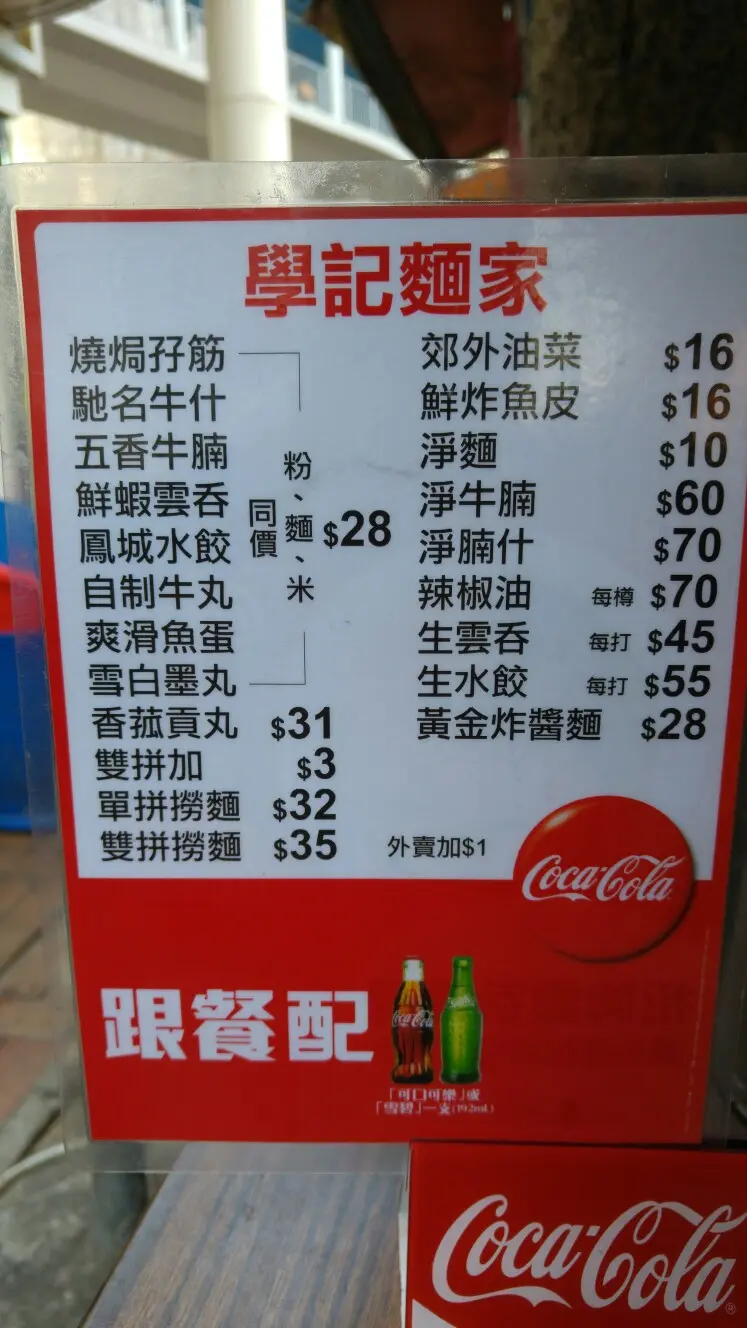 學記麵家
燒焗孖筋
馳名牛什
五香牛腩
鮮蝦雲吞
鳳城水餃
自制牛丸
爽滑魚蛋
雪白墨丸
同價
粉、麵、米
$28
香菰貢丸 $31
雙拼加 $3
單拼撈麵 $32
雙拼撈麵 $35
郊外油菜 $16
鮮炸魚皮 $16
淨麵 $10
淨牛腩 $60
淨腩什 $70
辣椒油 每樽 $70
生雲吞 每打 $45
生水餃 每打 $55
黃金炸醬麵 $28
外賣加$1
Coca-Cola
跟餐配
Coca-Cola
Sprite
「可口可樂」或
「雪碧」一支(192mL)
Coca-Cola®